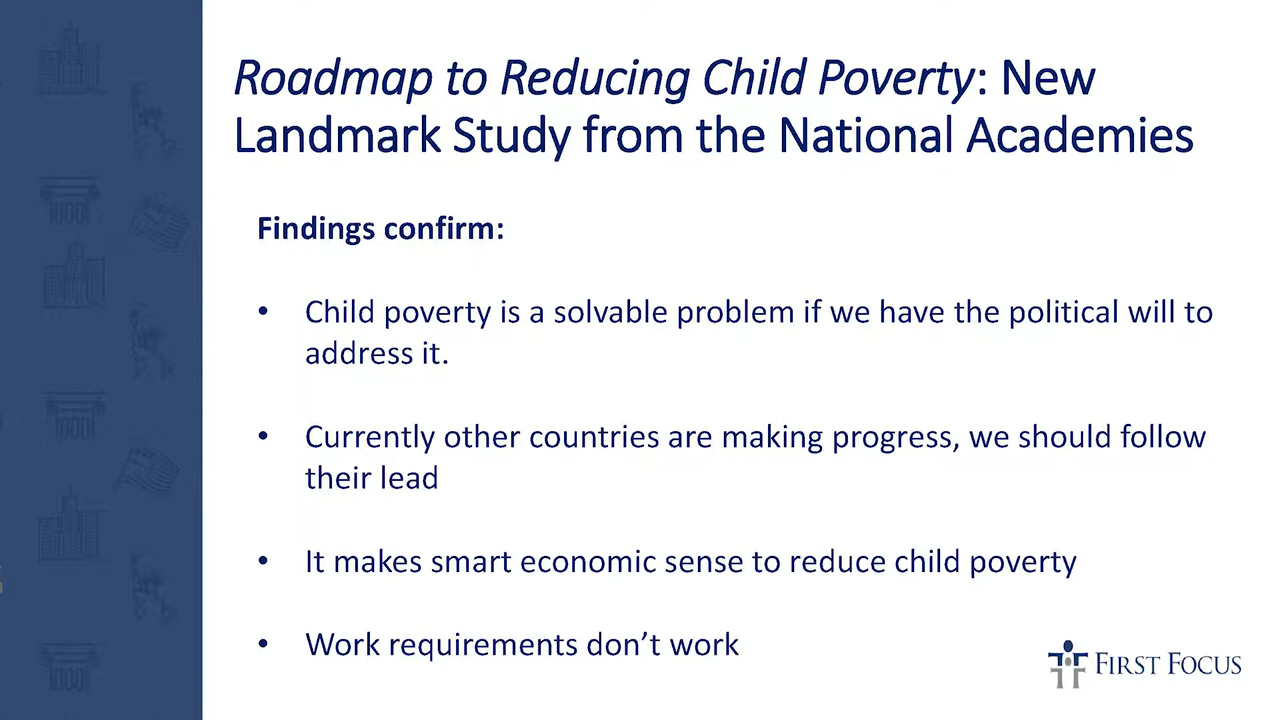 Roadmap to Reducing Child Poverty: New
Landmark Study from the National Academies
Findings confirm:
• Child poverty is a solvable problem if we have the political will to
address it.
• Currently other countries are making progress, we should follow
their lead
• It makes smart economic sense to reduce child poverty
• Work requirements don’t work
FIRST FOCUS